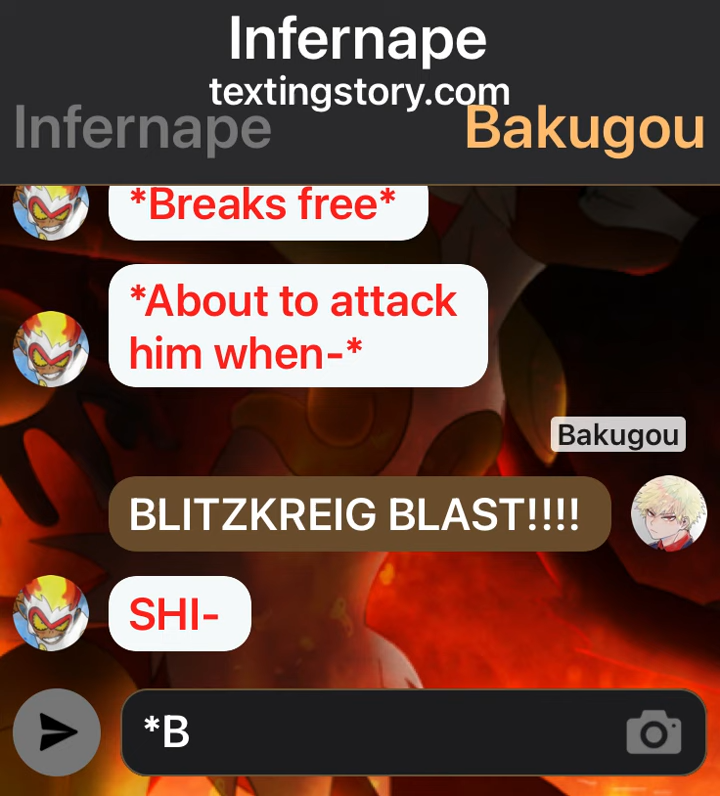 Infernape
textingstory.com
Infernape
Bakugou
*Breaks free*
*About to attack
him when-*
Bakugou
BLITZKREIG BLAST!!!!
SHI-
*B